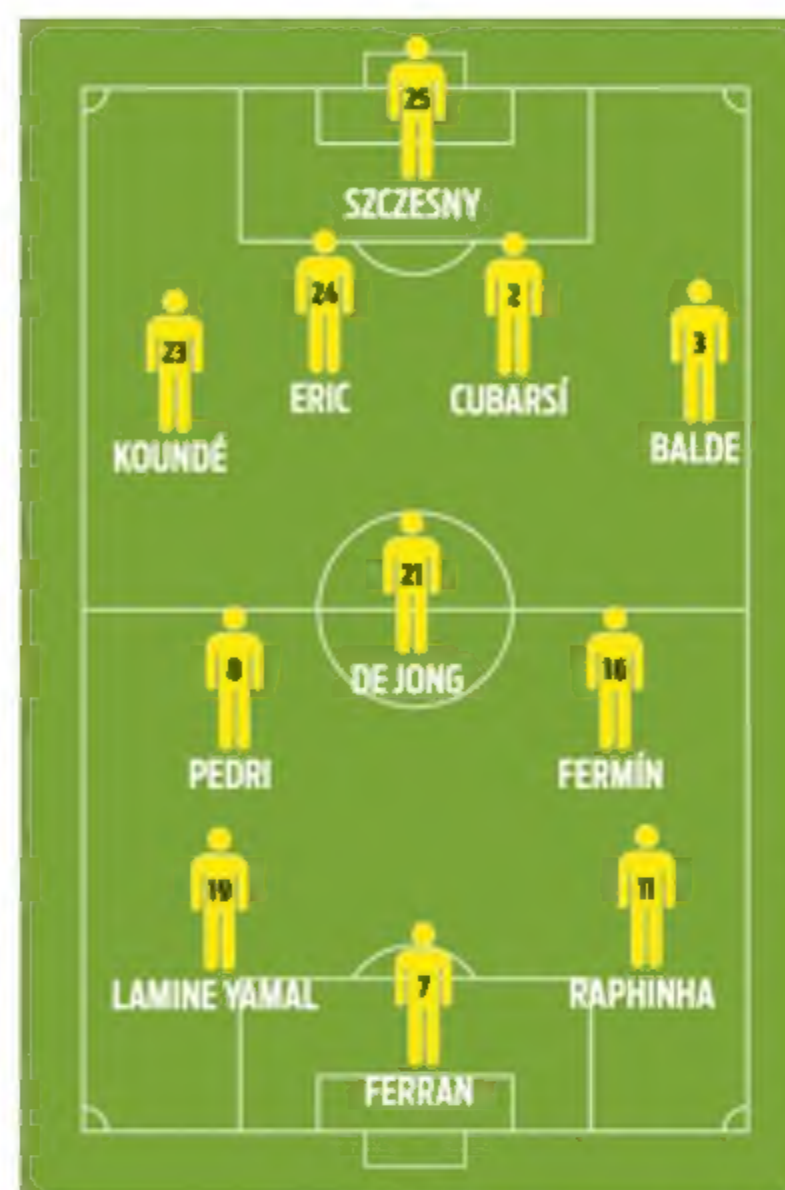 25
SZCZESNY
24
2
23
3
ERIC
CUBARSÍ
KOUNDÉ
BALDE
21
DE JONG
8
16
PEDRI
FERMÍN
19
11
LAMINE YAMAL
RAPHINHA
7
FERRAN